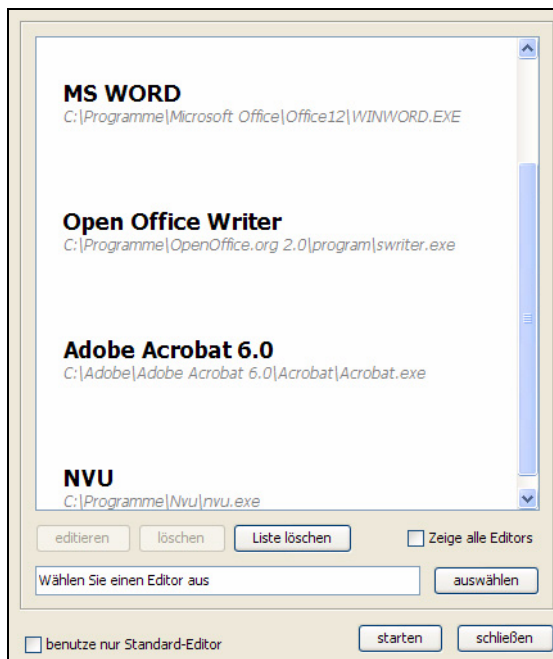 MS WORD
C:\Programme\Microsoft Office\Office12\WINWORD.EXE
Open Office Writer
C:\Programme\OpenOffice.org 2.0\program\swriter.exe
Adobe Acrobat 6.0
C:\Adobe\Adobe Acrobat 6.0\Acrobat\Acrobat.exe
NVU
C:\Programme\Nvu\nvu.exe
editieren löschen Liste löschen Zeige alle Editors
Wählen Sie einen Editor aus auswählen
benutze nur Standard-Editor starten schließen